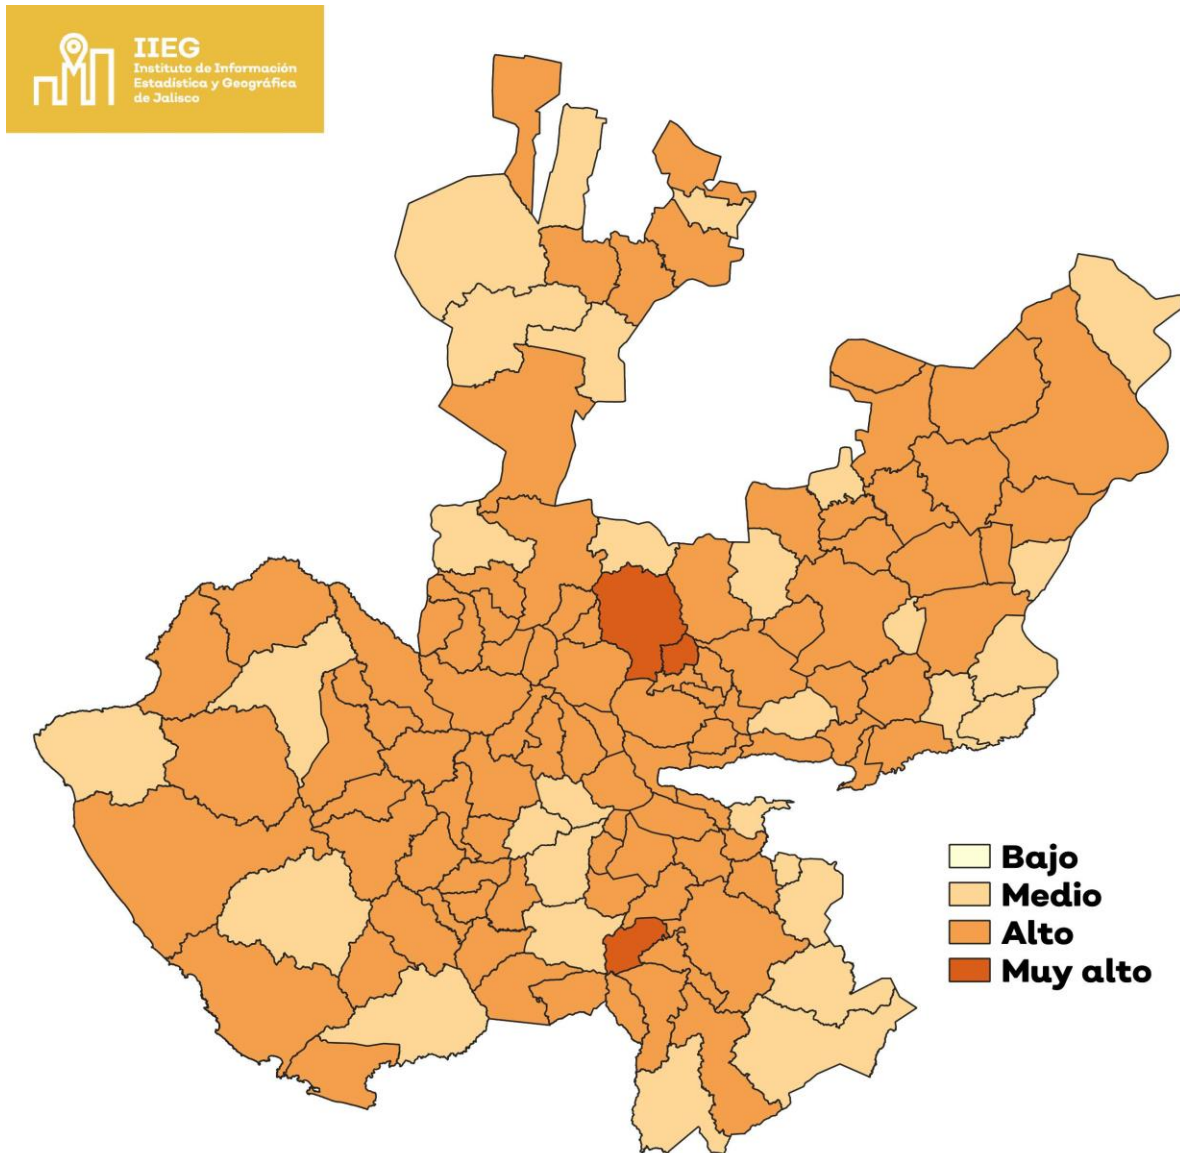 IIEG
Instituto de Información
Estadística y Geográfica
de Jalisco
Bajo
Medio
Alto
Muy alto